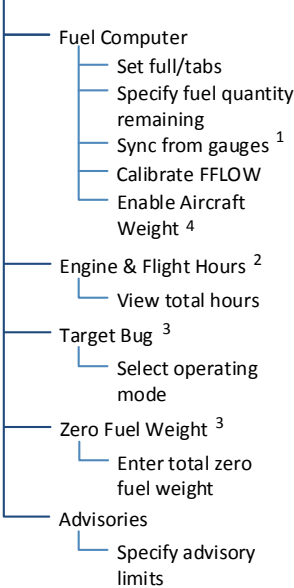 Fuel Computer
Set full/tabs
Specify fuel quantity
remaining
Sync from gauges 1
Calibrate FFLOW
Enable Aircraft
Weight 4
Engine & Flight Hours 2
View total hours
Target Bug 3
Select operating
mode
Zero Fuel Weight 3
Enter total zero
fuel weight
Advisories
Specify advisory
limits